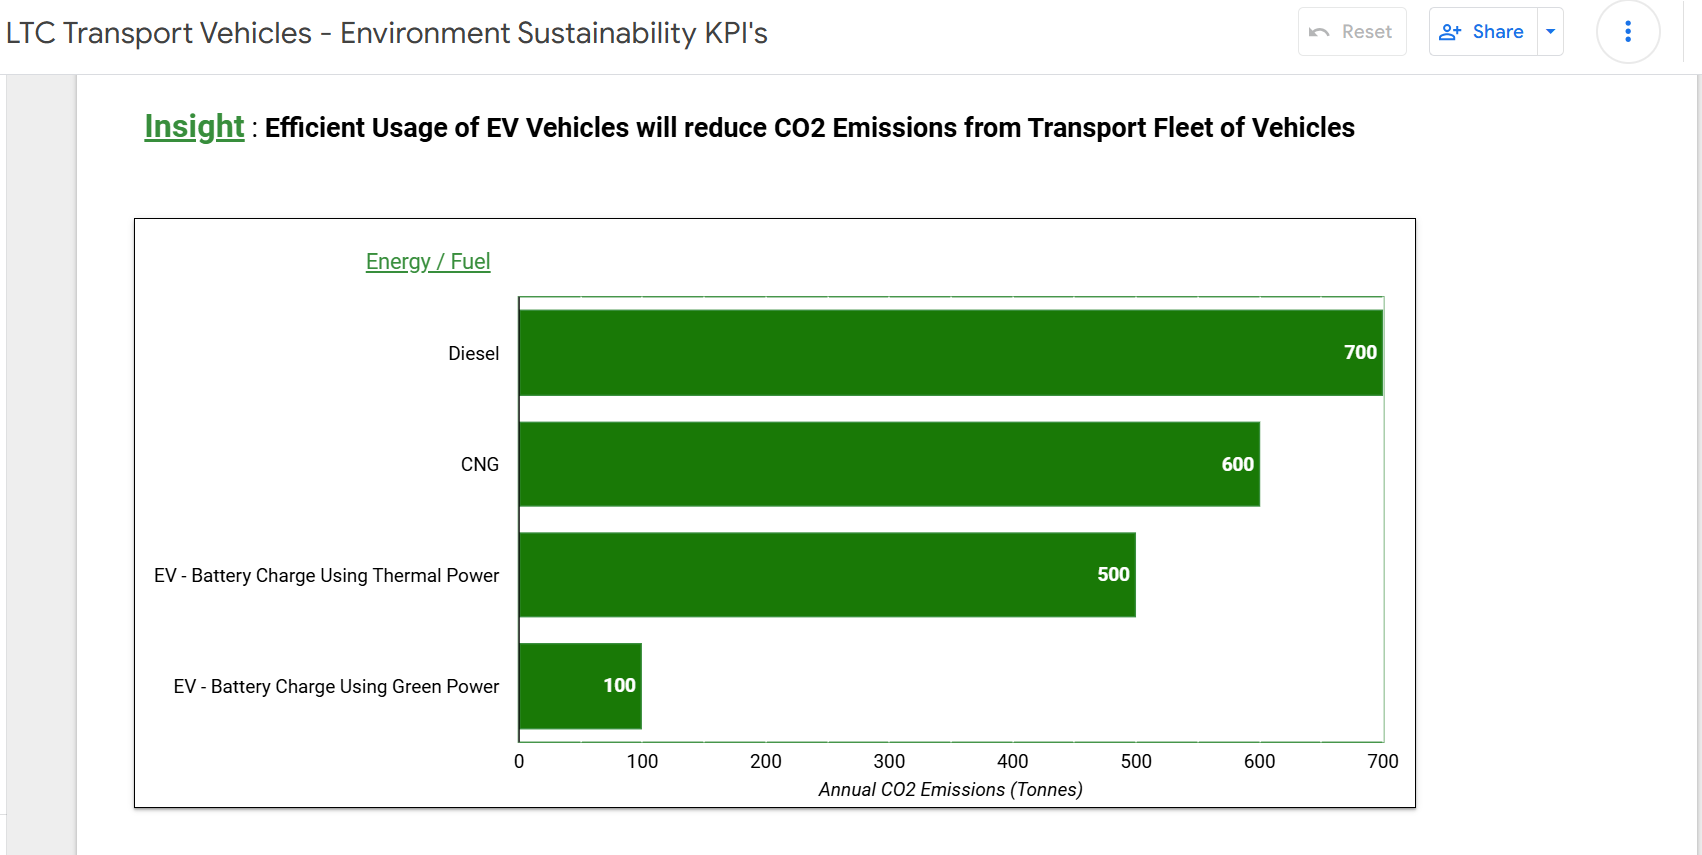 LTC Transport Vehicles - Environment Sustainability KPI's
Reset
Share
Insight : Efficient Usage of EV Vehicles will reduce CO2 Emissions from Transport Fleet of Vehicles
Energy / Fuel
Diesel
700
CNG
600
EV - Battery Charge Using Thermal Power
500
EV - Battery Charge Using Green Power
100
0 100 200 300 400 500 600 700
Annual CO2 Emissions (Tonnes)